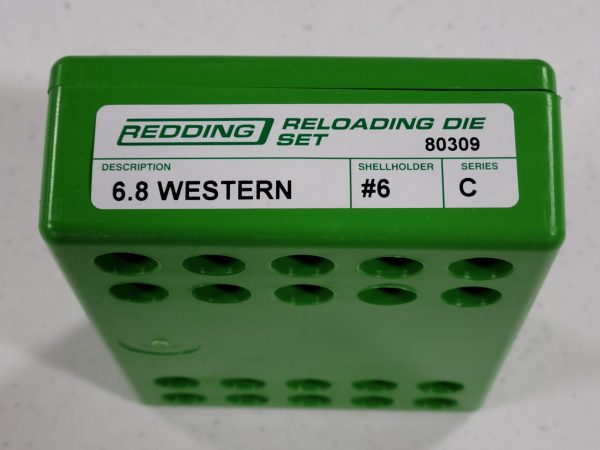 REDDING RELOADING DIE
SET 80309
DESCRIPTION SHELLHOLDER SERIES
6.8 WESTERN #6 C